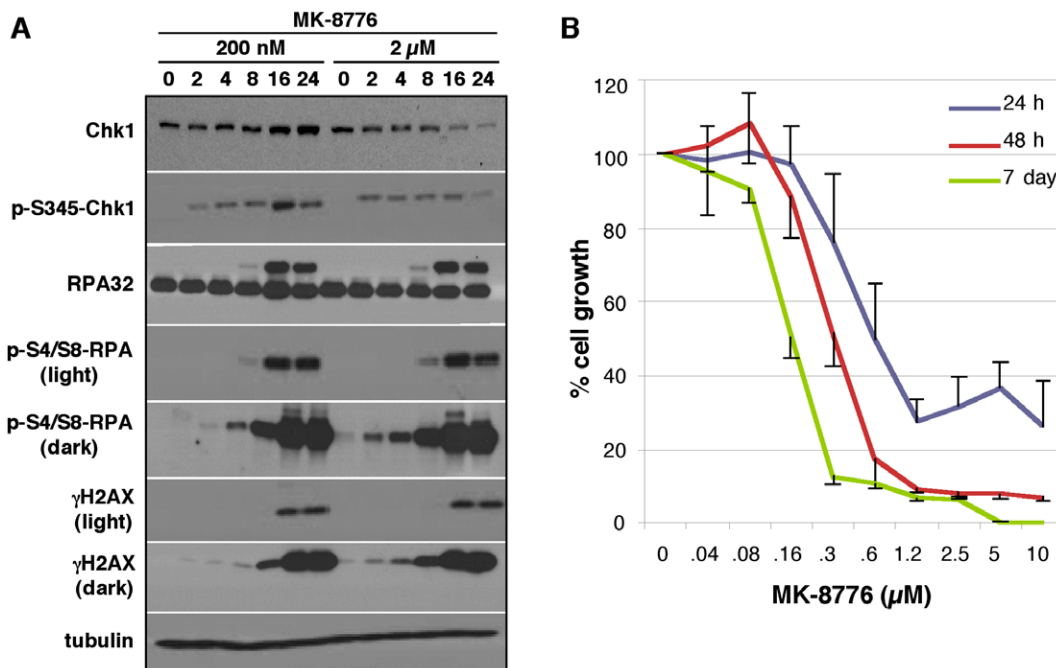 A
MK-8776
200 nM 2 µM
0 2 4 8 16 24 0 2 4 8 16 24
Chk1
p-S345-Chk1
RPA32
p-S4/S8-RPA
(light)
p-S4/S8-RPA
(dark)
γH2AX
(light)
γH2AX
(dark)
tubulin
B
120
100
80
60
40
20
0
% cell growth
24 h
48 h
7 day
0 .04 .08 .16 .3 .6 1.2 2.5 5 10
MK-8776 (µM)